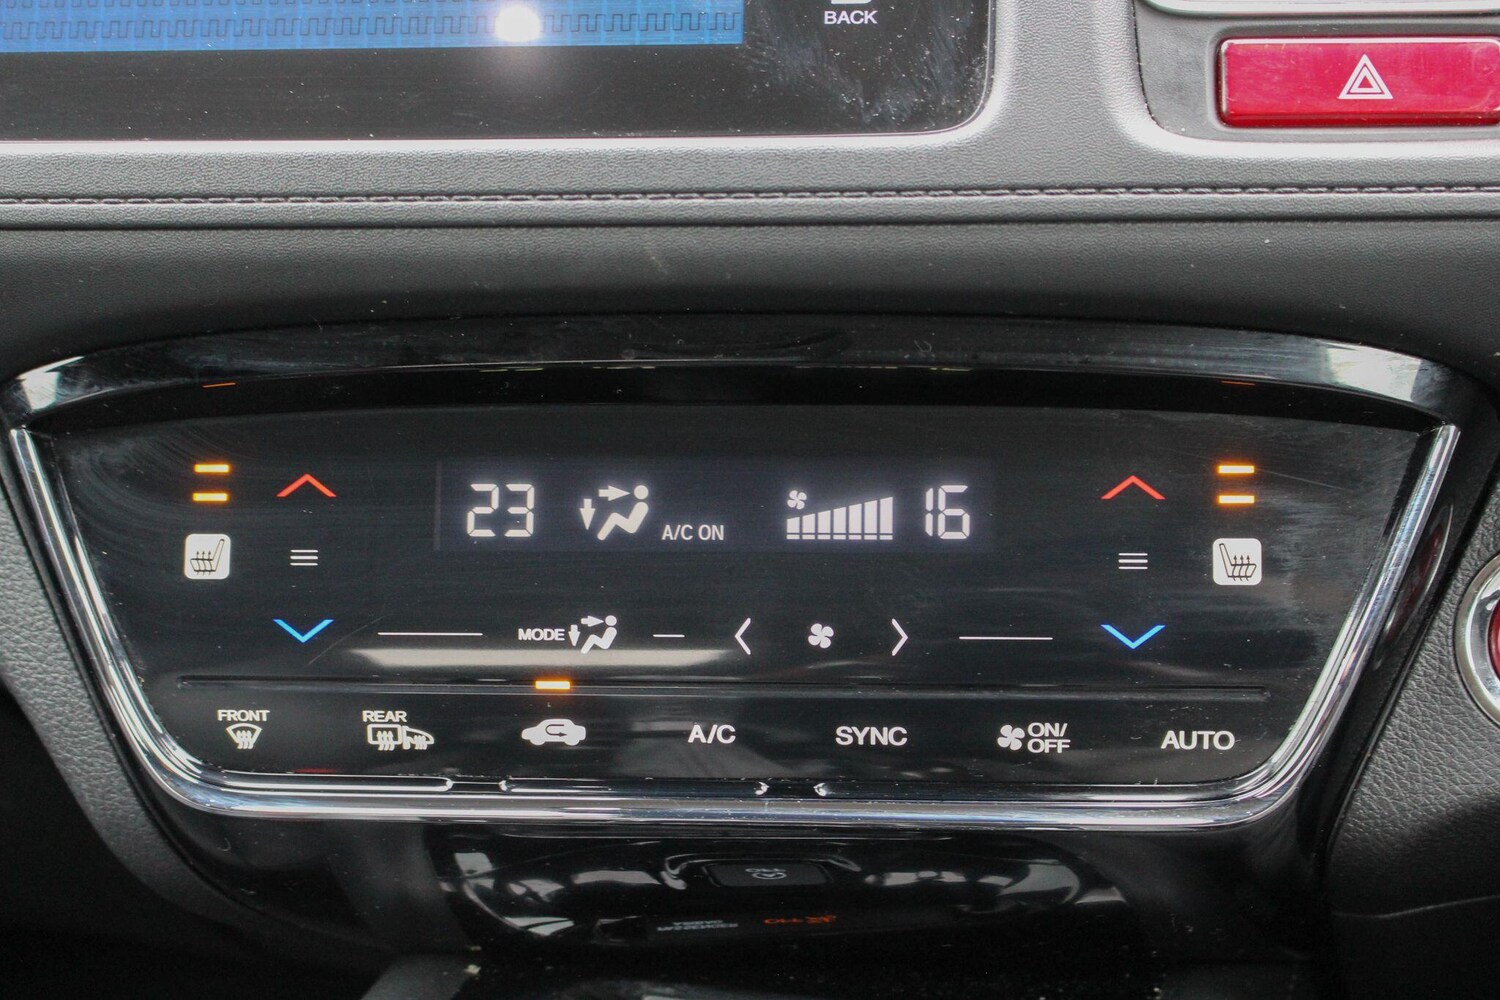 BACK
23
A/C ON
16
MODE
FRONT
REAR
A/C
SYNC
ON/
OFF
AUTO